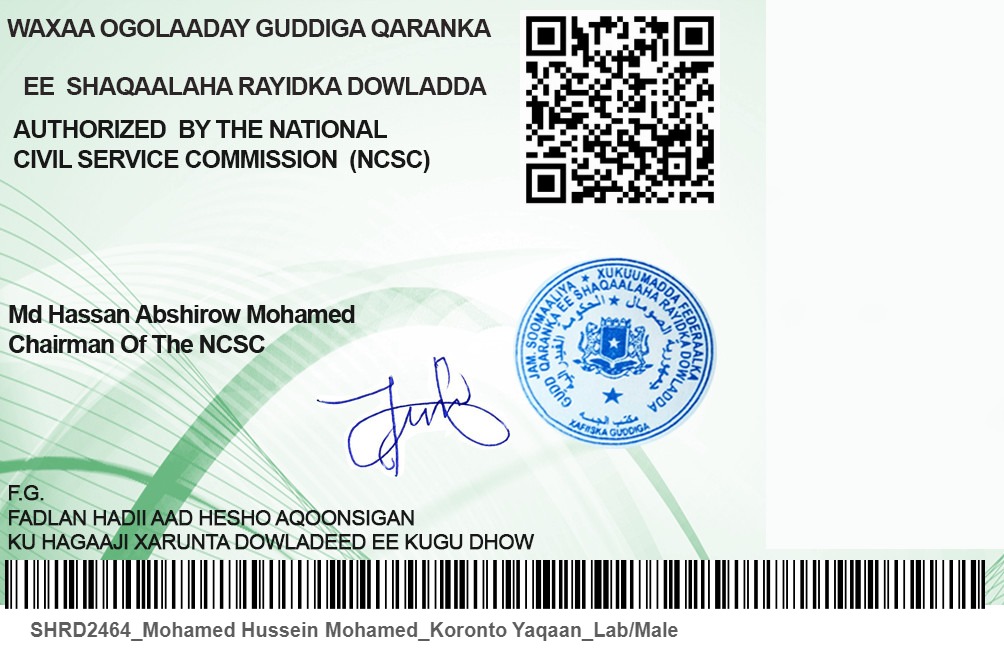 WAXAA OGOLAADAY GUDDIGA QARANKA
EE SHAQAALAHA RAYIDKA DOWLADDA
AUTHORIZED BY THE NATIONAL
CIVIL SERVICE COMMISSION (NCSC)
Md Hassan Abshirow Mohamed
Chairman Of The NCSC
JAM. SOOMAALIYA ★ XUKUUMADDA FEDERAALKA
GUDD QARANKA EE SHAQAALAHA RAYIDKA DOWLADDA
جمهورية الصومال ★ الحكومة الفيدرالية
XAFIISKA GUDDIGA
F.G.
FADLAN HADII AAD HESHO AQOONSIGAN
KU HAGAAJI XARUNTA DOWLADEED EE KUGU DHOW
SHRD2464_Mohamed Hussein Mohamed_Koronto Yaqaan_Lab/Male